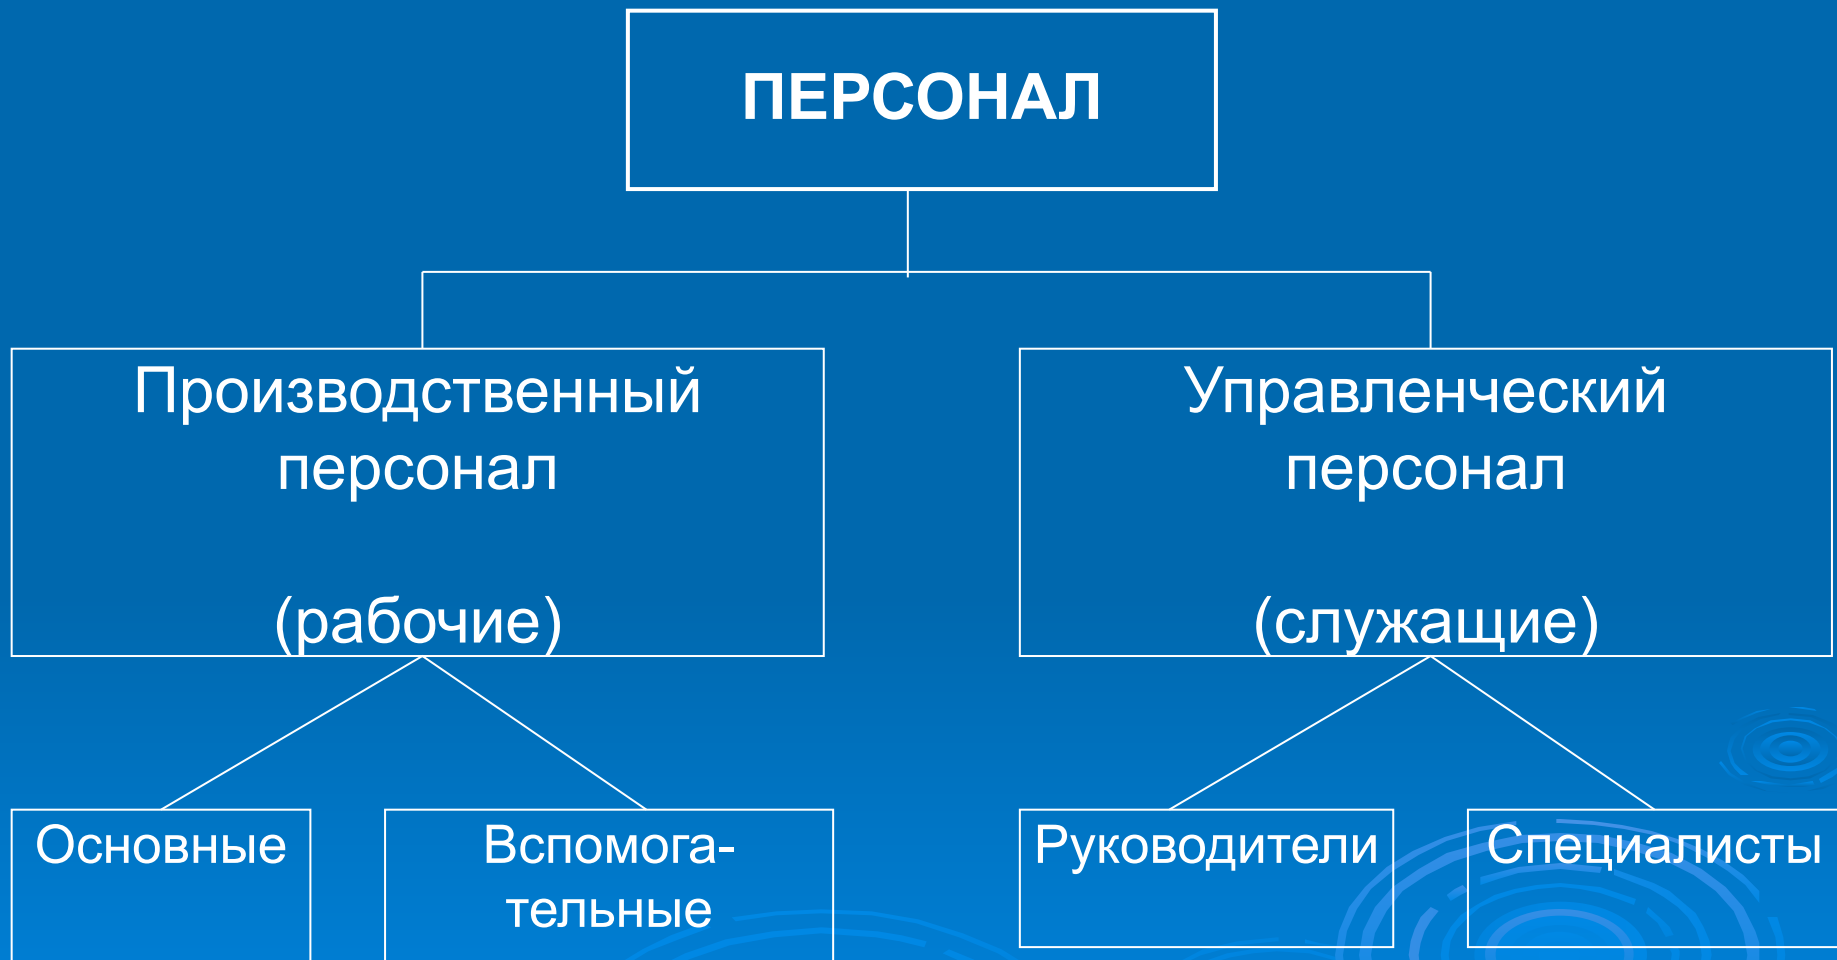 ПЕРСОНАЛ
Производственный
персонал
(рабочие)
Управленческий
персонал
(служащие)
Основные
Вспомога-
тельные
Руководители
Специалисты